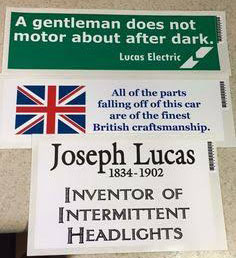 A gentleman does not
motor about after dark.
Lucas Electric
All of the parts
falling off of this car
are of the finest
British craftsmanship.
Joseph Lucas
1834-1902
INVENTOR OF
INTERMITTENT
HEADLIGHTS